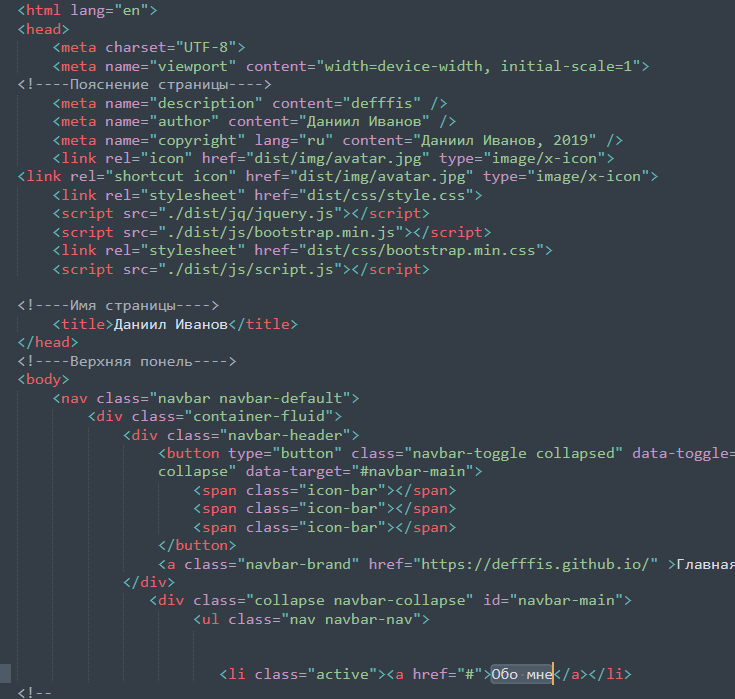 <html lang="en">
<head>
<meta charset="UTF-8">
<meta name="viewport" content="width=device-width, initial-scale=1">
<!----Пояснение страницы---->
<meta name="description" content="defffis" />
<meta name="author" content="Даниил Иванов" />
<meta name="copyright" lang="ru" content="Даниил Иванов, 2019" />
<link rel="icon" href="dist/img/avatar.jpg" type="image/x-icon">
<link rel="shortcut icon" href="dist/img/avatar.jpg" type="image/x-icon">
<link rel="stylesheet" href="dist/css/style.css">
<script src="./dist/jq/jquery.js"></script>
<script src="./dist/js/bootstrap.min.js"></script>
<link rel="stylesheet" href="dist/css/bootstrap.min.css">
<script src="./dist/js/script.js"></script>
<!----Имя страницы---->
<title>Даниил Иванов</title>
</head>
<!----Верхняя понель---->
<body>
<nav class="navbar navbar-default">
<div class="container-fluid">
<div class="navbar-header">
<button type="button" class="navbar-toggle collapsed" data-toggle=
collapse" data-target="#navbar-main">
<span class="icon-bar"></span>
<span class="icon-bar"></span>
<span class="icon-bar"></span>
</button>
<a class="navbar-brand" href="https://defffis.github.io/" >Главная
</div>
<div class="collapse navbar-collapse" id="navbar-main">
<ul class="nav navbar-nav">
<li class="active"><a href="#">Обо мне</a></li>
<!--